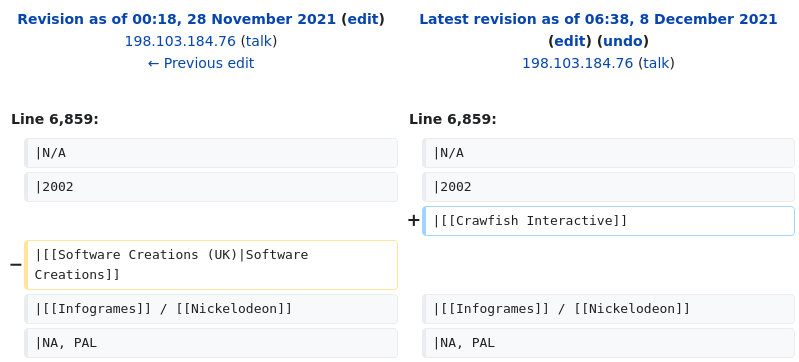 Revision as of 00:18, 28 November 2021 (edit)
198.103.184.76 (talk)
← Previous edit
Latest revision as of 06:38, 8 December 2021
(edit) (undo)
198.103.184.76 (talk)
Line 6,859:
Line 6,859:
|N/A
|N/A
|2002
|2002
+ |[[Crawfish Interactive]]
− |[[Software Creations (UK)|Software
Creations]]
|[[Infogrames]] / [[Nickelodeon]]
|[[Infogrames]] / [[Nickelodeon]]
|NA, PAL
|NA, PAL